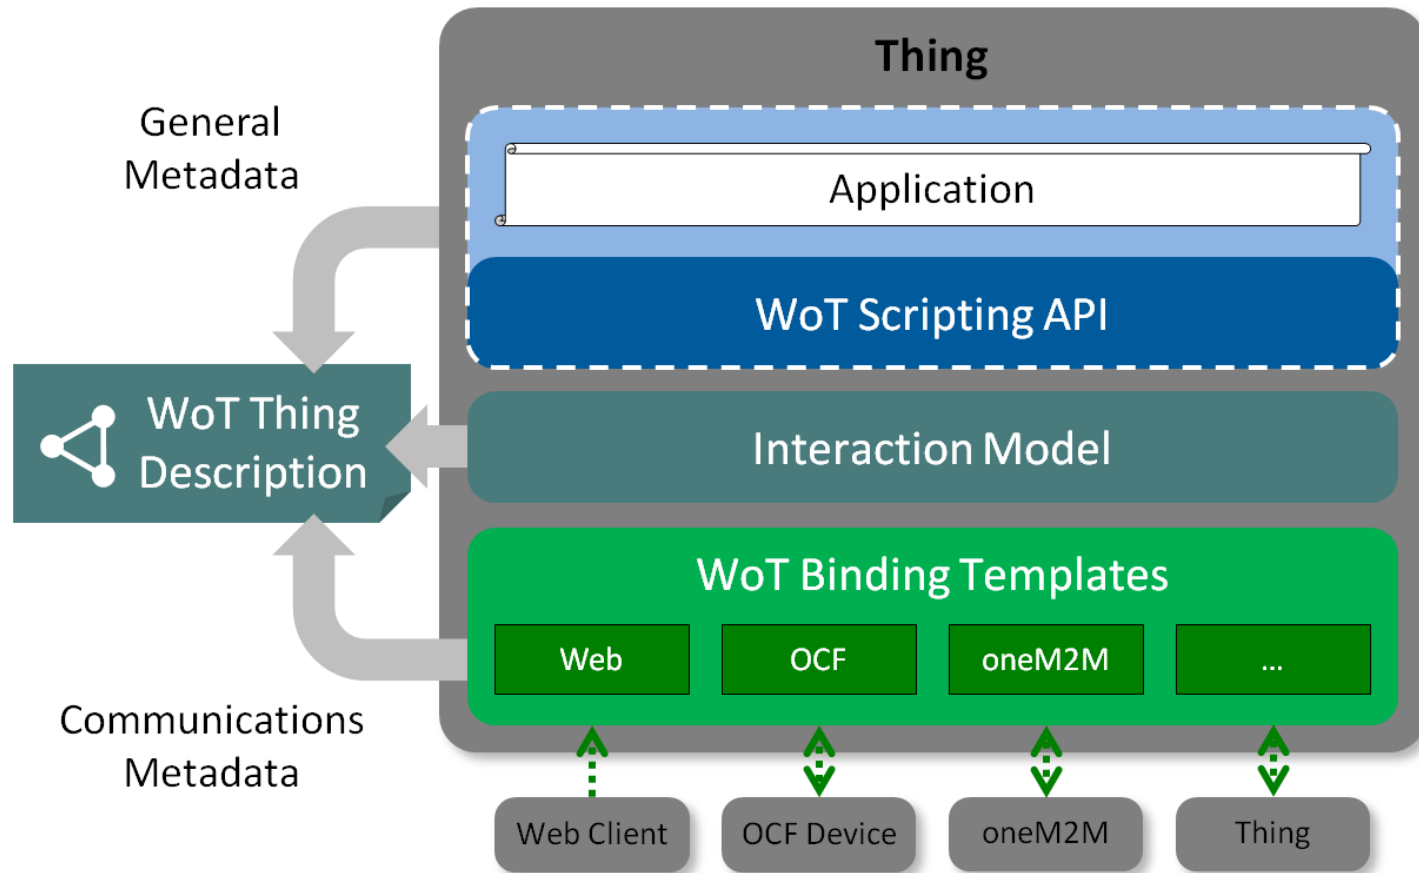 Thing
General
Metadata
Application
WoT Scripting API
WoT Thing
Description
Interaction Model
WoT Binding Templates
Web
OCF
oneM2M
...
Communications
Metadata
Web Client
OCF Device
oneM2M
Thing